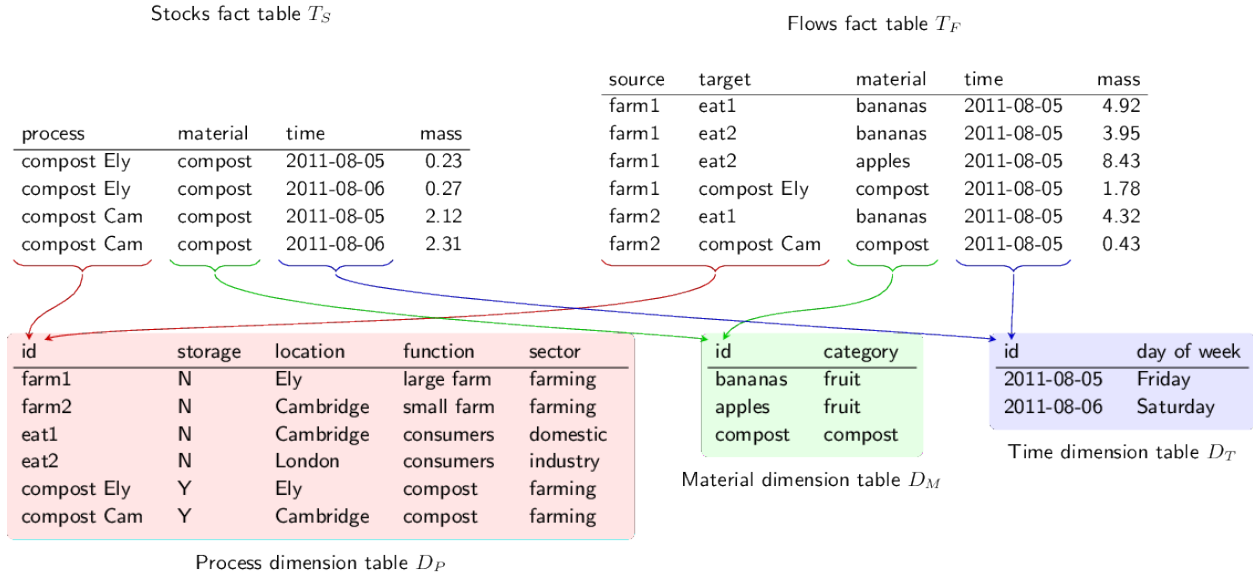 Stocks fact table T_S
Flows fact table T_F
process material time mass
compost Ely compost 2011-08-05 0.23
compost Ely compost 2011-08-06 0.27
compost Cam compost 2011-08-05 2.12
compost Cam compost 2011-08-06 2.31
source target material time mass
farm1 eat1 bananas 2011-08-05 4.92
farm1 eat2 bananas 2011-08-05 3.95
farm1 eat2 apples 2011-08-05 8.43
farm1 compost Ely compost 2011-08-05 1.78
farm2 eat1 bananas 2011-08-05 4.32
farm2 compost Cam compost 2011-08-05 0.43
id storage location function sector
farm1 N Ely large farm farming
farm2 N Cambridge small farm farming
eat1 N Cambridge consumers domestic
eat2 N London consumers industry
compost Ely Y Ely compost farming
compost Cam Y Cambridge compost farming
Process dimension table D_P
id category
bananas fruit
apples fruit
compost compost
Material dimension table D_M
id day of week
2011-08-05 Friday
2011-08-06 Saturday
Time dimension table D_T